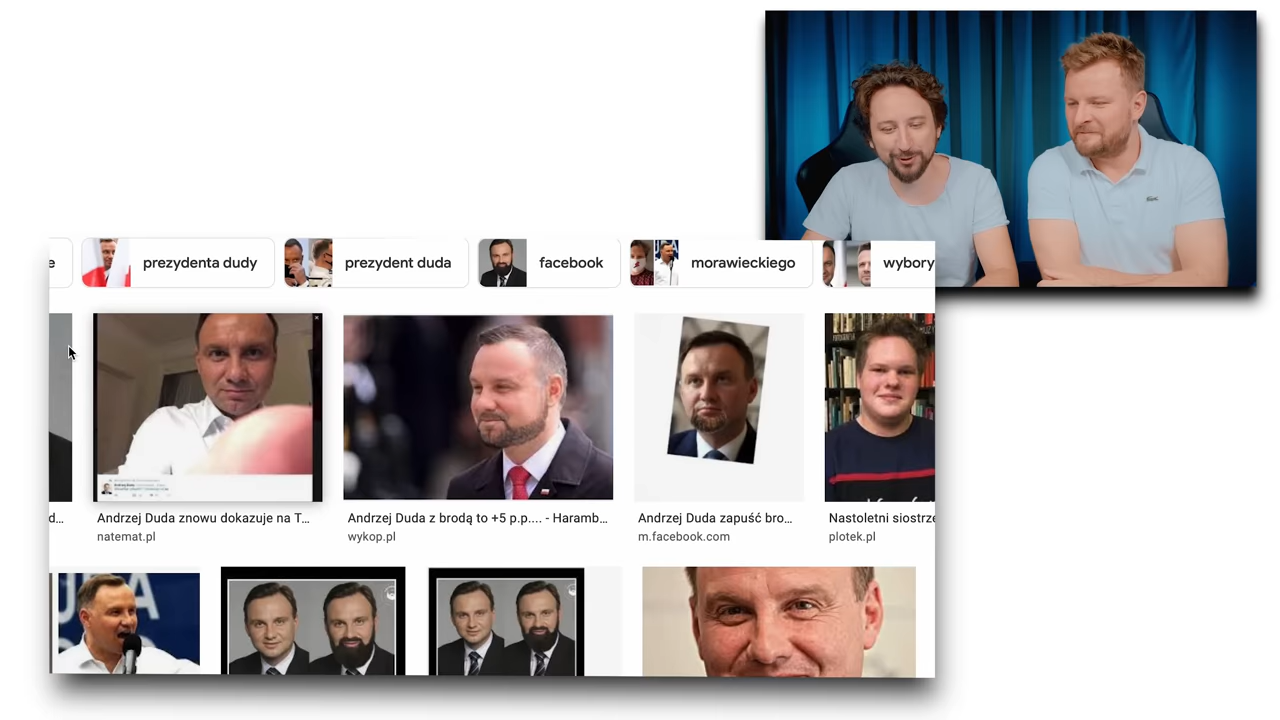 e
prezydenta dudy
prezydent duda
facebook
morawieckiego
wybory
d...
Andrzej Duda znowu dokazuje na T...
natemat.pl
Andrzej Duda z brodą to +5 p.p.... - Haramb...
wykop.pl
Andrzej Duda zapuść bro...
m.facebook.com
Nastoletni siostrze
plotek.pl